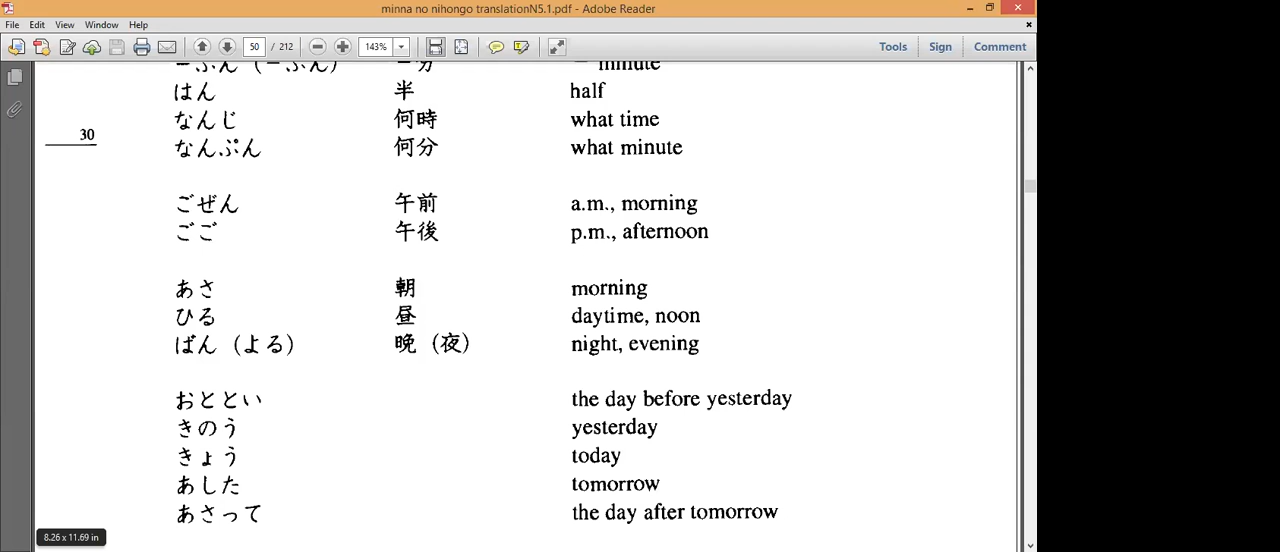 minna no nihongo translationN5.1.pdf - Adobe Reader
File Edit View Window Help
50 / 212 143% Tools Sign Comment
－ふん（－ぷん） －分 － minute
はん 半 half
なんじ 何時 what time
30
なんぷん 何分 what minute
ごぜん 午前 a.m., morning
ごご 午後 p.m., afternoon
あさ 朝 morning
ひる 昼 daytime, noon
ばん（よる） 晩（夜） night, evening
おととい the day before yesterday
きのう yesterday
きょう today
あした tomorrow
あさって the day after tomorrow
8.26 x 11.69 in